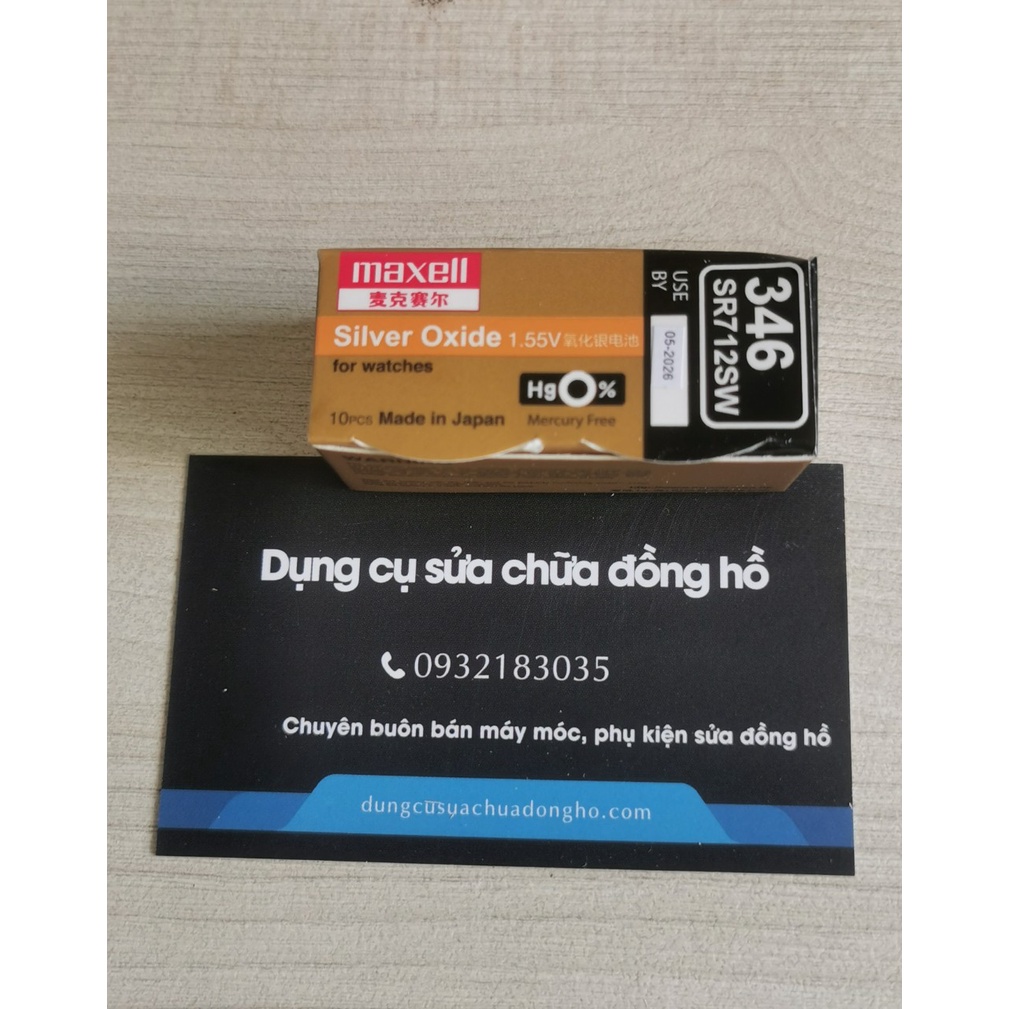 maxell
麦克赛尔
Silver Oxide 1.55V 氧化银电池
for watches
Hg0%
10PCS Made in Japan
Mercury Free
USE BY
05-2026
346
SR712SW
Dụng cụ sửa chữa đồng hồ
0932183035
Chuyên buôn bán máy móc, phụ kiện sửa đồng hồ
dungcusuachuadongho.com